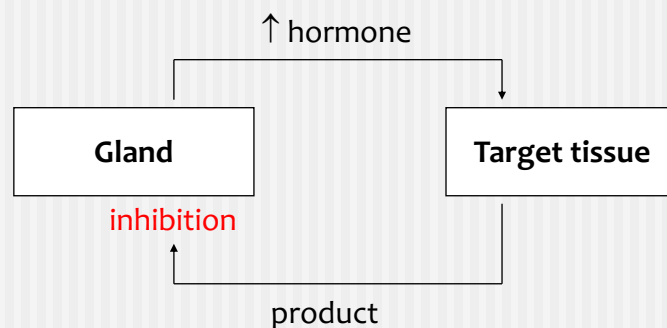 ↑ hormone
Gland
Target tissue
inhibition
product